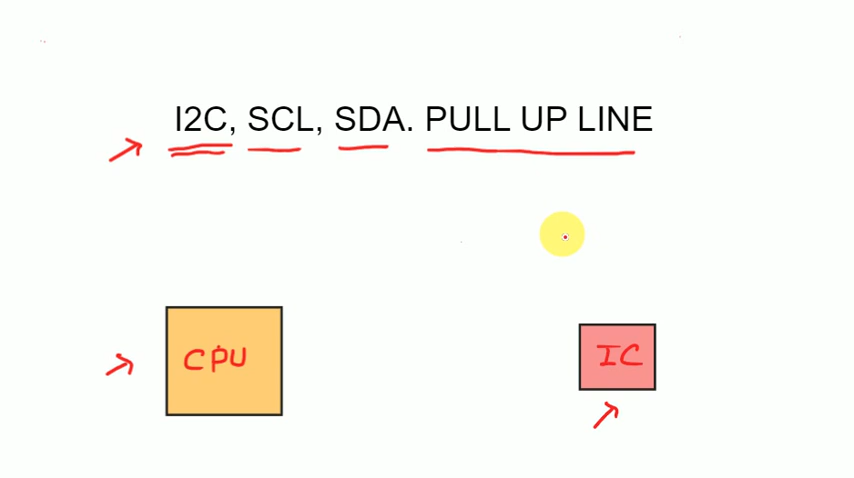 I2C, SCL, SDA. PULL UP LINE
CPU
IC